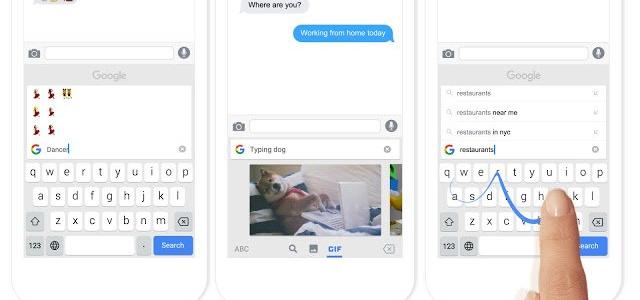 Google
Dancer
q w e r t y u i o p
a s d f g h j k l
z x c v b n m
123
.
Search
Where are you?
Working from home today
Typing dog
ABC
GIF
Google
restaurants
restaurants near me
restaurants in nyc
restaurants
q w e r t y u i o p
a s d f g h k l
z x c v
123
Search